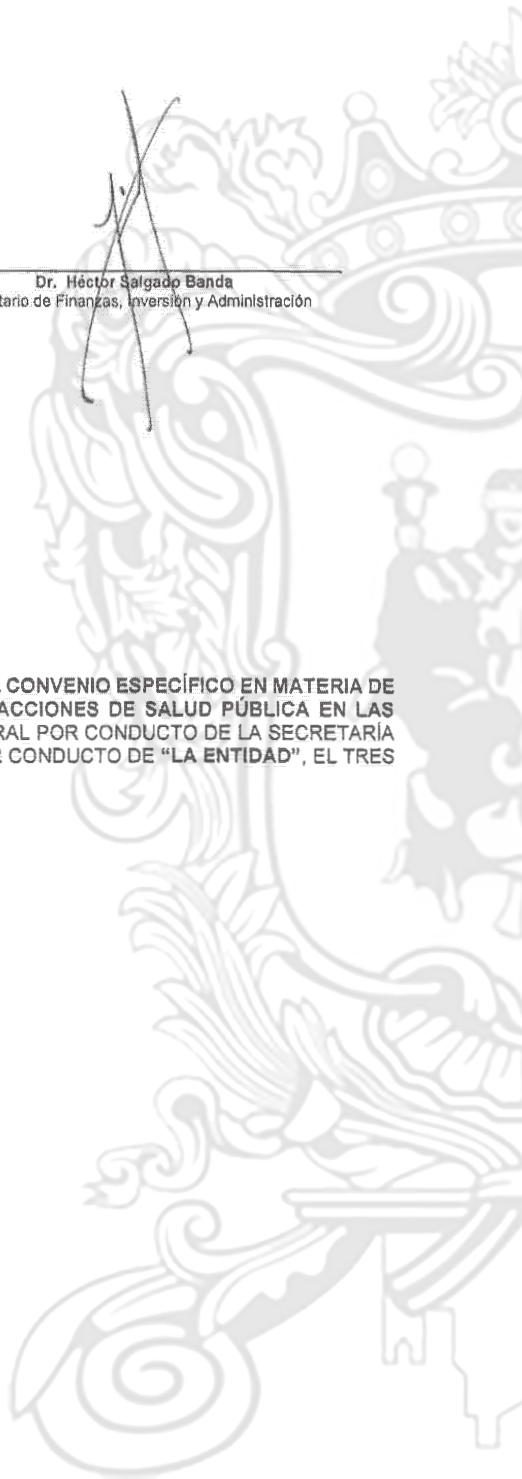 Dr. Héctor Salgado Banda
tario de Finanzas, Inversión y Administración
CONVENIO ESPECÍFICO EN MATERIA DE
ACCIONES DE SALUD PÚBLICA EN LAS
RAL POR CONDUCTO DE LA SECRETARÍA
CONDUCTO DE “LA ENTIDAD”, EL TRES